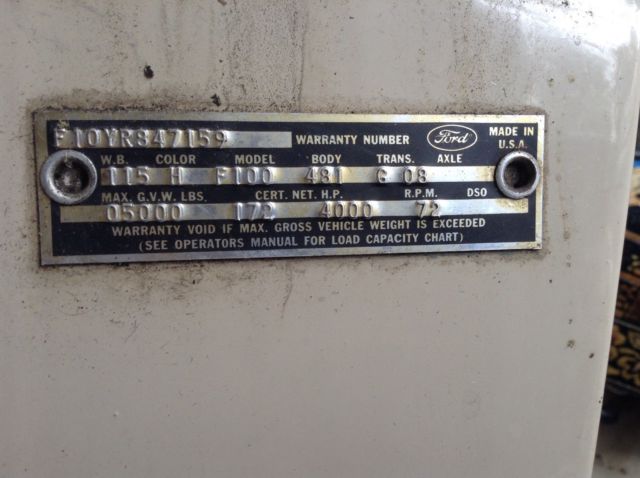 F10YR847159 WARRANTY NUMBER Ford MADE IN U.S.A.
W.B. COLOR MODEL BODY TRANS. AXLE
115 H F100 481 G 08
MAX. G.V.W. LBS. CERT. NET. H.P. R.P.M. DSO
05000 172 4000 72
WARRANTY VOID IF MAX. GROSS VEHICLE WEIGHT IS EXCEEDED
(SEE OPERATORS MANUAL FOR LOAD CAPACITY CHART)